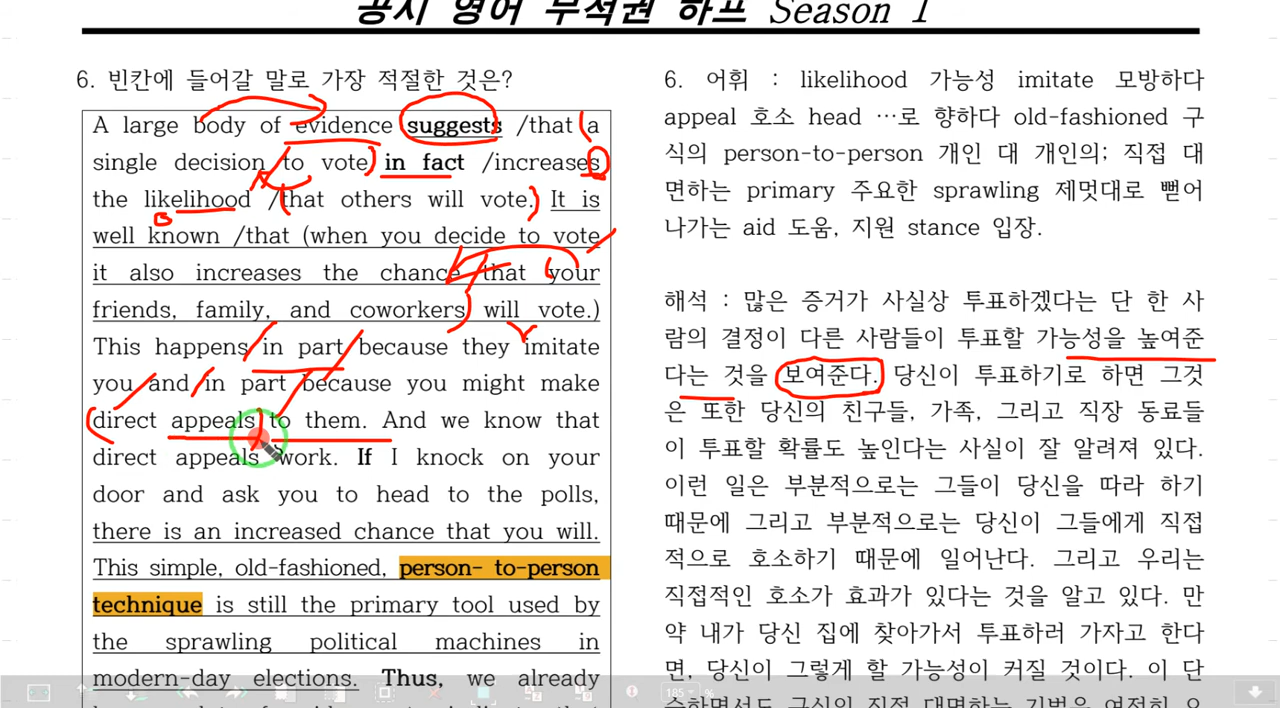 공시 영어 무적권 하프 Season 1
6. 빈칸에 들어갈 말로 가장 적절한 것은?
A large body of evidence suggests /that (a
single decision to vote) in fact /increases
the likelihood /that others will vote.) It is
well known /that (when you decide to vote
it also increases the chance that your
friends, family, and coworkers will vote.)
This happens in part because they imitate
you and in part because you might make
direct appeals to them. And we know that
direct appeals work. If I knock on your
door and ask you to head to the polls,
there is an increased chance that you will.
This simple, old-fashioned, person- to-person
technique is still the primary tool used by
the sprawling political machines in
modern-day elections. Thus, we already
6. 어휘 : likelihood 가능성 imitate 모방하다
appeal 호소 head …로 향하다 old-fashioned 구
식의 person-to-person 개인 대 개인의; 직접 대
면하는 primary 주요한 sprawling 제멋대로 뻗어
나가는 aid 도움, 지원 stance 입장.
해석 : 많은 증거가 사실상 투표하겠다는 단 한 사
람의 결정이 다른 사람들이 투표할 가능성을 높여준
다는 것을 보여준다. 당신이 투표하기로 하면 그것
은 또한 당신의 친구들, 가족, 그리고 직장 동료들
이 투표할 확률도 높인다는 사실이 잘 알려져 있다.
이런 일은 부분적으로는 그들이 당신을 따라 하기
때문에 그리고 부분적으로는 당신이 그들에게 직접
적으로 호소하기 때문에 일어난다. 그리고 우리는
직접적인 호소가 효과가 있다는 것을 알고 있다. 만
약 내가 당신 집에 찾아가서 투표하러 가자고 한다
면, 당신이 그렇게 할 가능성이 커질 것이다. 이 단
185 %